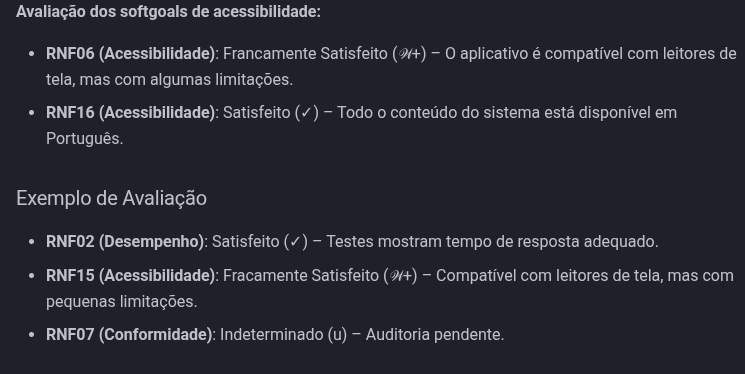 Avaliação dos softgoals de acessibilidade:
• RNF06 (Acessibilidade): Francamente Satisfeito (𝒲+) – O aplicativo é compatível com leitores de
tela, mas com algumas limitações.
• RNF16 (Acessibilidade): Satisfeito (✓) – Todo o conteúdo do sistema está disponível em
Português.
Exemplo de Avaliação
• RNF02 (Desempenho): Satisfeito (✓) – Testes mostram tempo de resposta adequado.
• RNF15 (Acessibilidade): Fracamente Satisfeito (𝒲+) – Compatível com leitores de tela, mas com
pequenas limitações.
• RNF07 (Conformidade): Indeterminado (u) – Auditoria pendente.